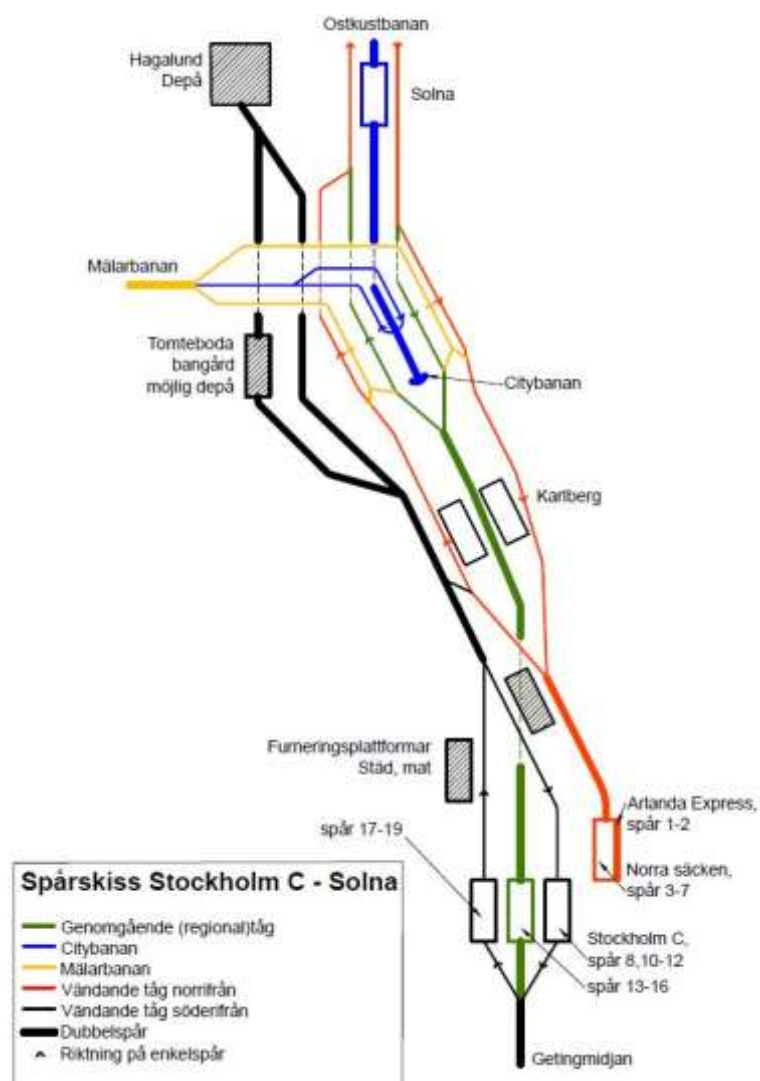 Ostkustbanan
Hagalund
Depå
Solna
Mälarbanan
Tomteboda
bangård
möjlig depå
Citybanan
Karlberg
Furneringsplattformar
Städ, mat
Arlanda Express,
spår 1-2
spår 17-19
Norra säcken,
spår 3-7
Stockholm C,
spår 8,10-12
spår 13-16
Getingmidjan
Spårskiss Stockholm C - Solna
Genomgående (regional)tåg
Citybanan
Mälarbanan
Vändande tåg norrifrån
Vändande tåg söderifrån
Dubbelspår
Riktning på enkelspår